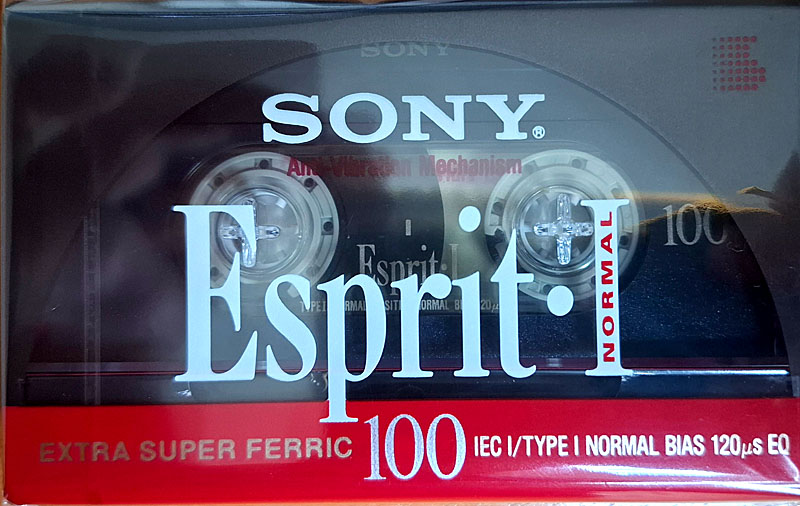 SONY
SONY®
Anti-Vibration Mechanism
Esprit·I
NORMAL
100
Esprit·I
EXTRA SUPER FERRIC 100 IEC I/TYPE I NORMAL BIAS 120μs EQ